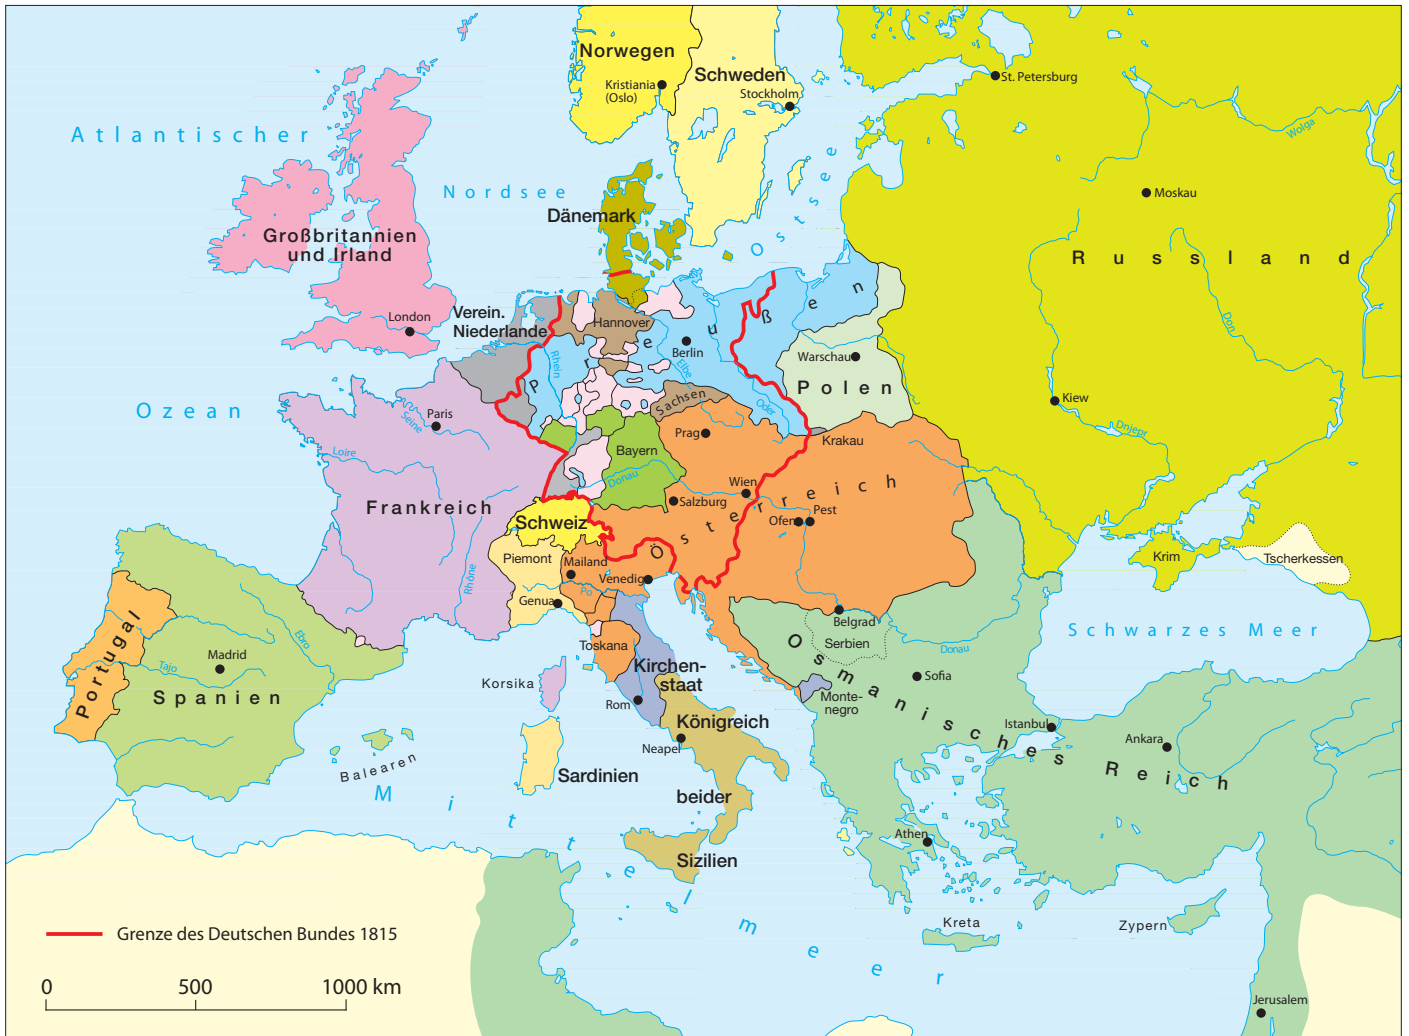 Norwegen
Kristiania
(Oslo)
Schweden
Stockholm
St. Petersburg
Wolga
Atlantischer
Nordsee
Ostsee
Moskau
Dänemark
Großbritannien
und Irland
Russland
London
Verein.
Niederlande
Hannover
Preußen
Berlin
Rhein
Elbe
Oder
Warschau
Polen
Don
Kiew
Dnjepr
Ozean
Paris
Seine
Loire
Sachsen
Prag
Krakau
Bayern
Donau
Wien
Salzburg
Österreich
Ofen
Pest
Frankreich
Schweiz
Piemont
Mailand
Venedig
Po
Genua
Rhône
Krim
Tscherkessen
Schwarzes Meer
Belgrad
Serbien
Donau
Portugal
Madrid
Tajo
Ebro
Spanien
Toskana
Kirchen-
staat
Korsika
Rom
Osmanisches Reich
Sofia
Monte-
negro
Istanbul
Ankara
Königreich
Neapel
beider
Sizilien
Sardinien
Balearen
Mittelmeer
Athen
Kreta
Zypern
Jerusalem
Grenze des Deutschen Bundes 1815
0 500 1000 km